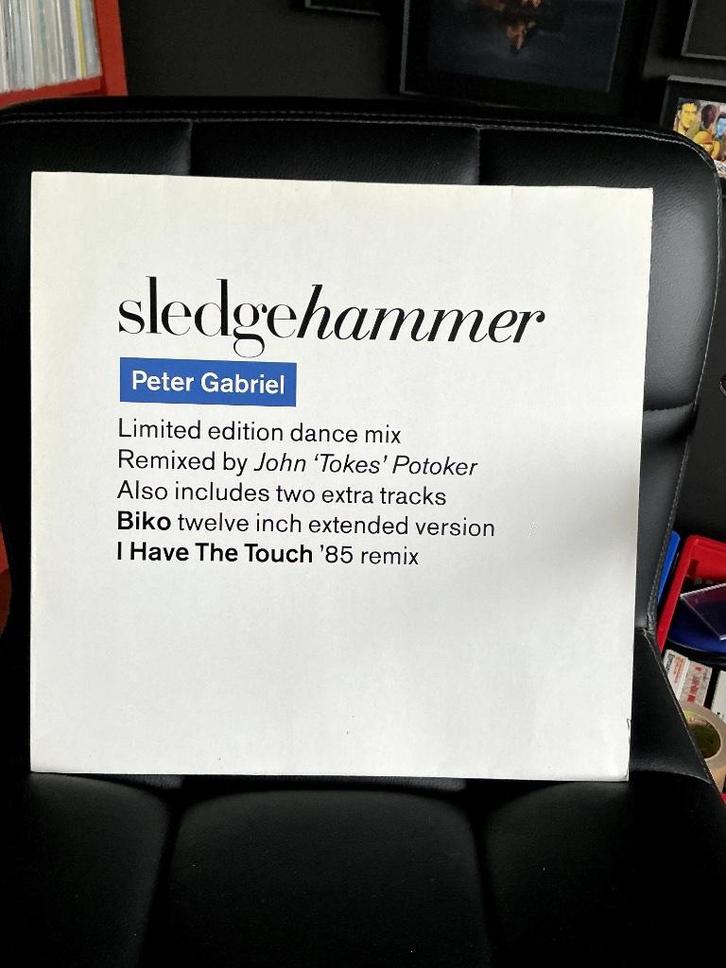 sledgehammer
Peter Gabriel
Limited edition dance mix
Remixed by John ‘Tokes’ Potoker
Also includes two extra tracks
Biko twelve inch extended version
I Have The Touch ’85 remix